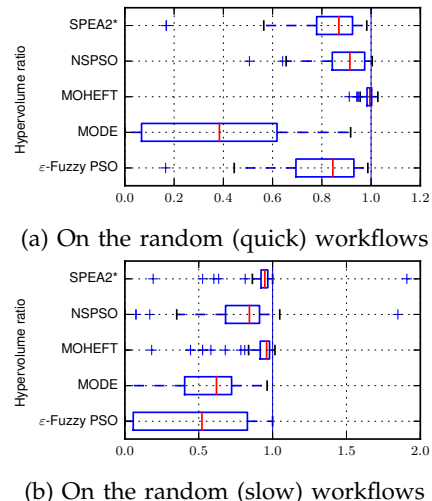 SPEA2*
NSPSO
MOHEFT
MODE
ε-Fuzzy PSO
Hypervolume ratio
0.0 0.2 0.4 0.6 0.8 1.0 1.2
(a) On the random (quick) workflows
SPEA2*
NSPSO
MOHEFT
MODE
ε-Fuzzy PSO
Hypervolume ratio
0.0 0.5 1.0 1.5 2.0
(b) On the random (slow) workflows